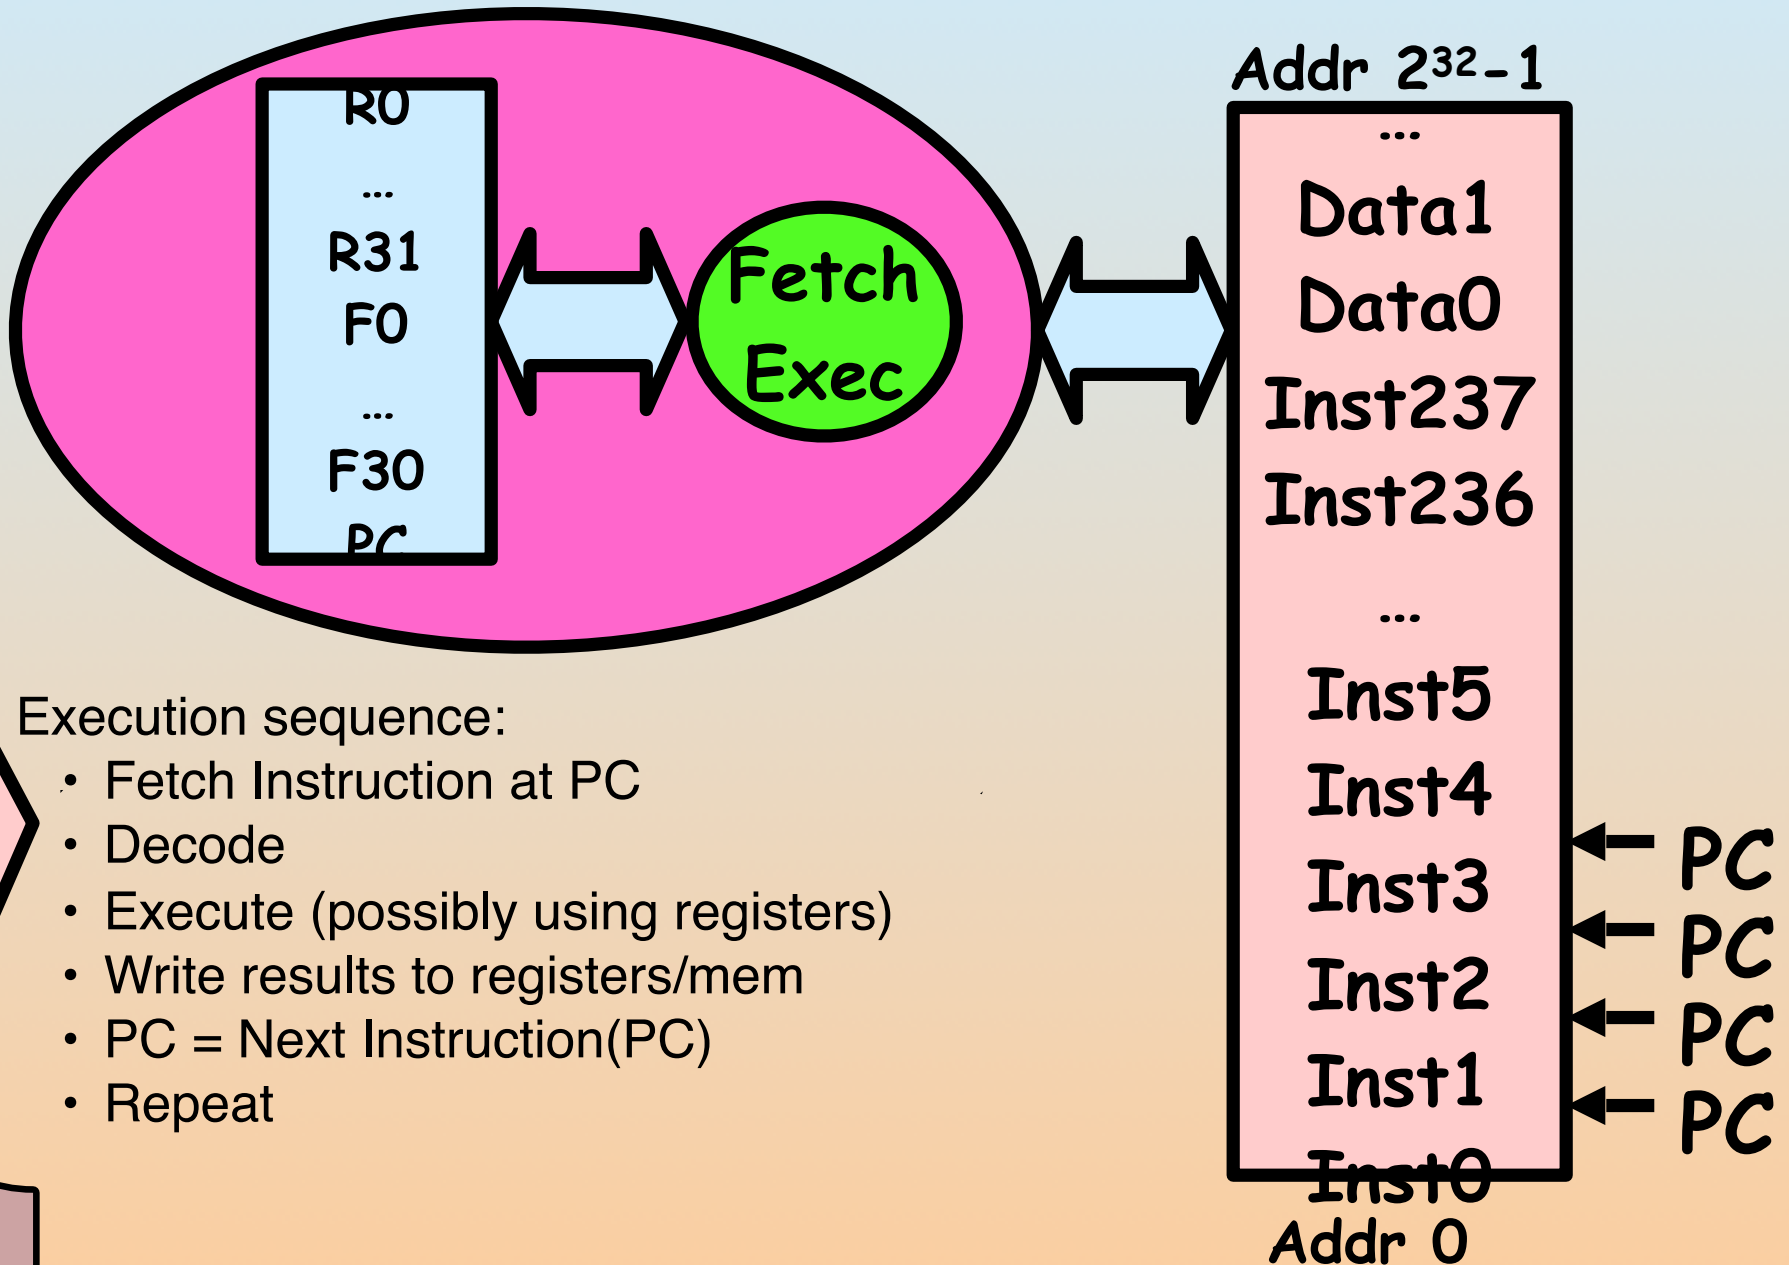 R0
…
R31
F0
…
F30
PC
Fetch
Exec
Addr 2³²-1
…
Data1
Data0
Inst237
Inst236
…
Inst5
Inst4
Inst3
Inst2
Inst1
Inst0
Addr 0
PC
PC
PC
PC
Execution sequence:
• Fetch Instruction at PC
• Decode
• Execute (possibly using registers)
• Write results to registers/mem
• PC = Next Instruction(PC)
• Repeat